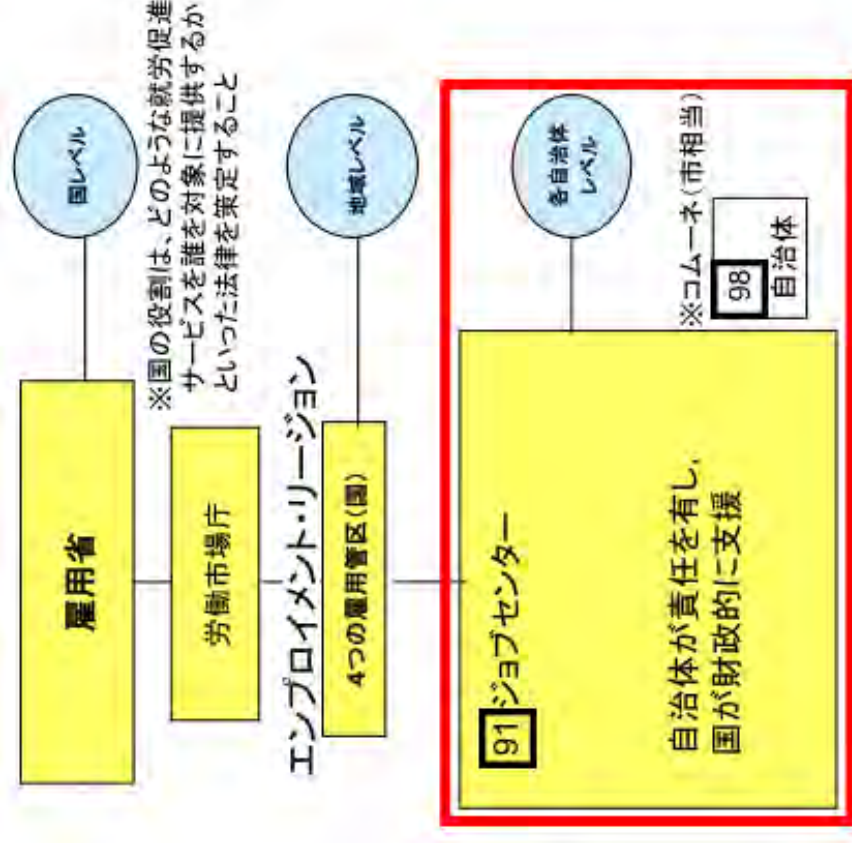 雇用省
国レベル
※国の役割は、どのような就労促進
サービスを誰を対象に提供するか
といった法律を策定すること
労働市場庁
エンプロイメント・リージョン
4つの雇用管区(国)
地域レベル
91 ジョブセンター
自治体が責任を有し、
国が財政的に支援
各自治体
レベル
※コムーネ(市相当)
98
自治体